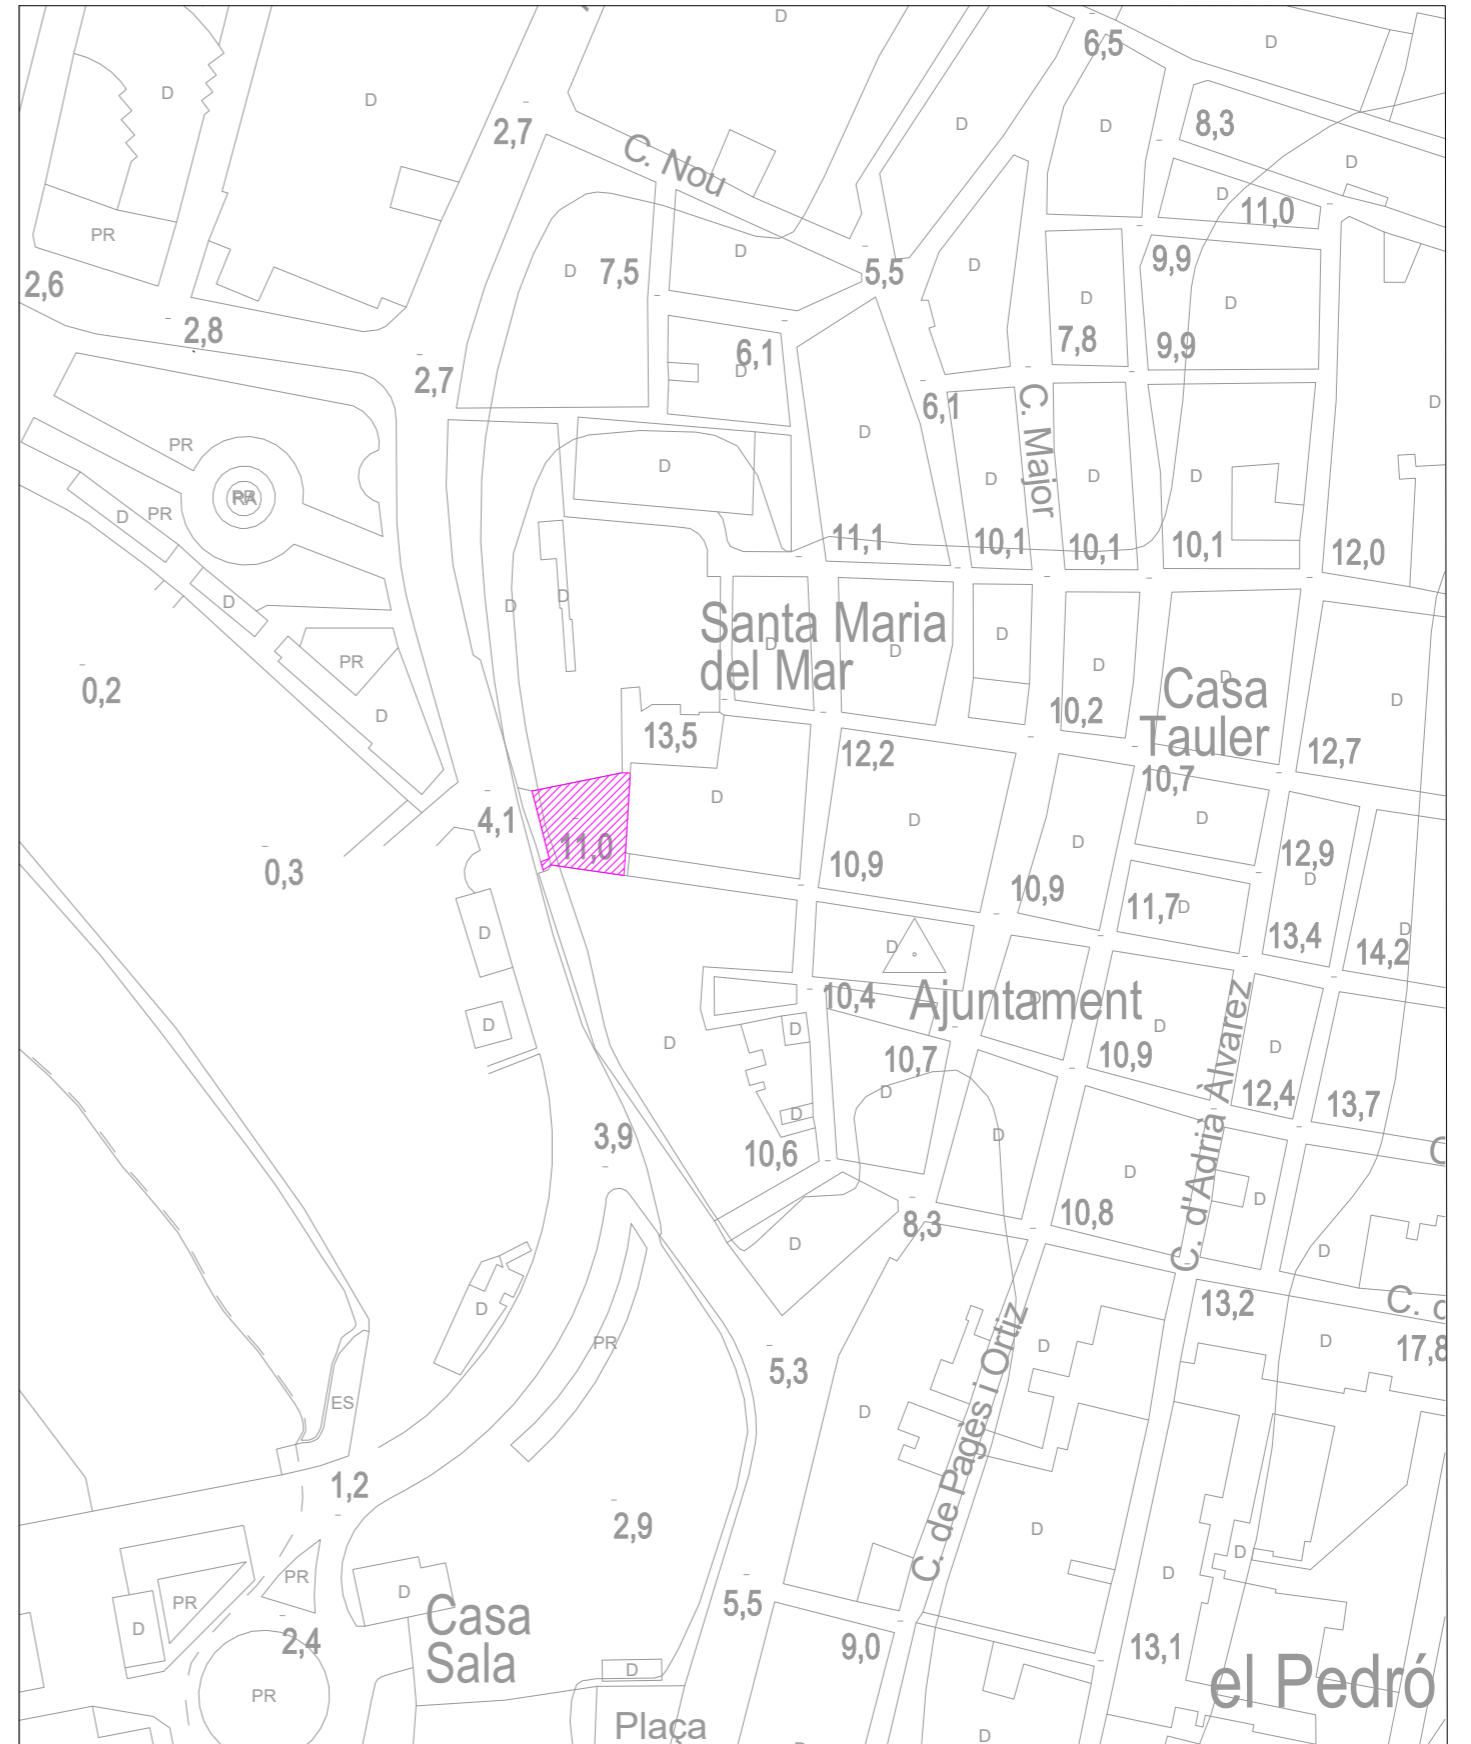 D
6,5
D
D
D
2,7
D
D
8,3
C. Nou
D
D
11,0
PR
D
D
9,9
2,6
D
7,5
5,5
D
D
2,8
7,8
9,9
6,1
D
2,7
6,1
C. Major
D
D
PR
D
D
D
D
PR
RA
D
PR
11,1
10,1
10,1
10,1
12,0
D
D
D
Santa Maria
del Mar
D
D
D
D
PR
0,2
D
Casa
Tauler
D
D
10,2
13,5
12,2
12,7
10,7
D
4,1
11,0
D
D
D
0,3
10,9
10,9
12,9
D
11,7
D
13,4
14,2
D
D
D
10,4
Ajuntament
D
D
D
D
D
10,7
10,9
D
C. d'Adrià Àlvarez
12,4
13,7
D
D
3,9
10,6
D
D
D
10,8
8,3
D
D
D
13,2
C. d
D
PR
C. de Pagès i Ortiz
D
D
17,8
5,3
ES
D
1,2
2,9
D
D
D
PR
PR
D
D
Casa
Sala
5,5
2,4
9,0
13,1
D
PR
el Pedró
Plaça
D